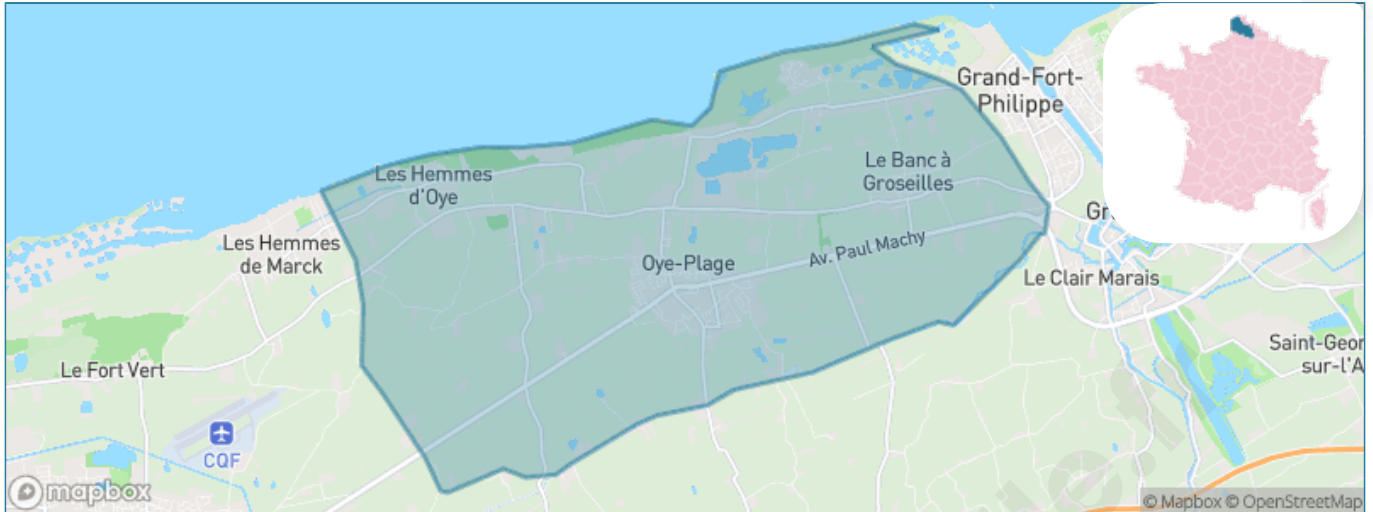 Grand-Fort-
Philippe
Le Banc à
Groseilles
Les Hemmes
d'Oye
Les Hemmes
de Marck
Oye-Plage
Av. Paul Machy
Le Clair Marais
Saint-Geor
sur-l'A
Le Fort Vert
CQF
mapbox
© Mapbox © OpenStreetMap